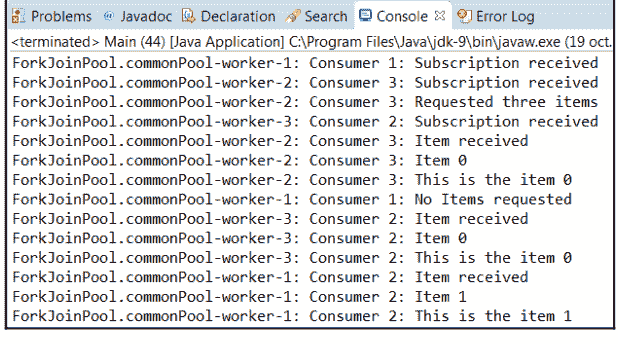 Problems Javadoc Declaration Search Console Error Log
<terminated> Main (44) [Java Application] C:\Program Files\Java\jdk-9\bin\javaw.exe (19 oct.
ForkJoinPool.commonPool-worker-1: Consumer 1: Subscription received
ForkJoinPool.commonPool-worker-2: Consumer 3: Subscription received
ForkJoinPool.commonPool-worker-2: Consumer 3: Requested three items
ForkJoinPool.commonPool-worker-3: Consumer 2: Subscription received
ForkJoinPool.commonPool-worker-2: Consumer 3: Item received
ForkJoinPool.commonPool-worker-2: Consumer 3: Item 0
ForkJoinPool.commonPool-worker-2: Consumer 3: This is the item 0
ForkJoinPool.commonPool-worker-1: Consumer 1: No Items requested
ForkJoinPool.commonPool-worker-3: Consumer 2: Item received
ForkJoinPool.commonPool-worker-3: Consumer 2: Item 0
ForkJoinPool.commonPool-worker-3: Consumer 2: This is the item 0
ForkJoinPool.commonPool-worker-1: Consumer 2: Item received
ForkJoinPool.commonPool-worker-1: Consumer 2: Item 1
ForkJoinPool.commonPool-worker-1: Consumer 2: This is the item 1